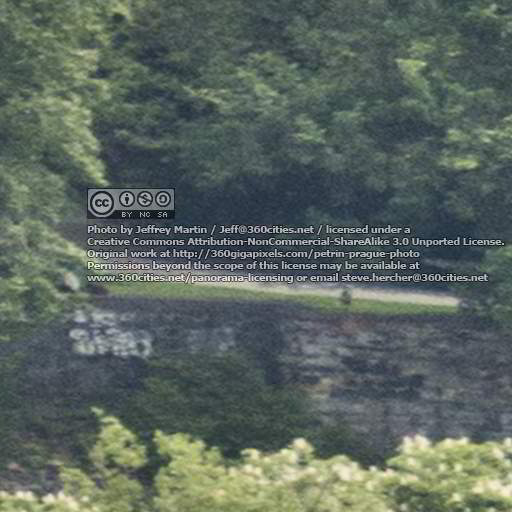 cc BY NC SA
Photo by Jeffrey Martin / Jeff@360cities.net / licensed under a
Creative Commons Attribution-NonCommercial-ShareAlike 3.0 Unported License.
Original work at http://360gigapixels.com/petrin-prague-photo
Permissions beyond the scope of this license may be available at
www.360cities.net/panorama-licensing or email steve.hercher@360cities.net